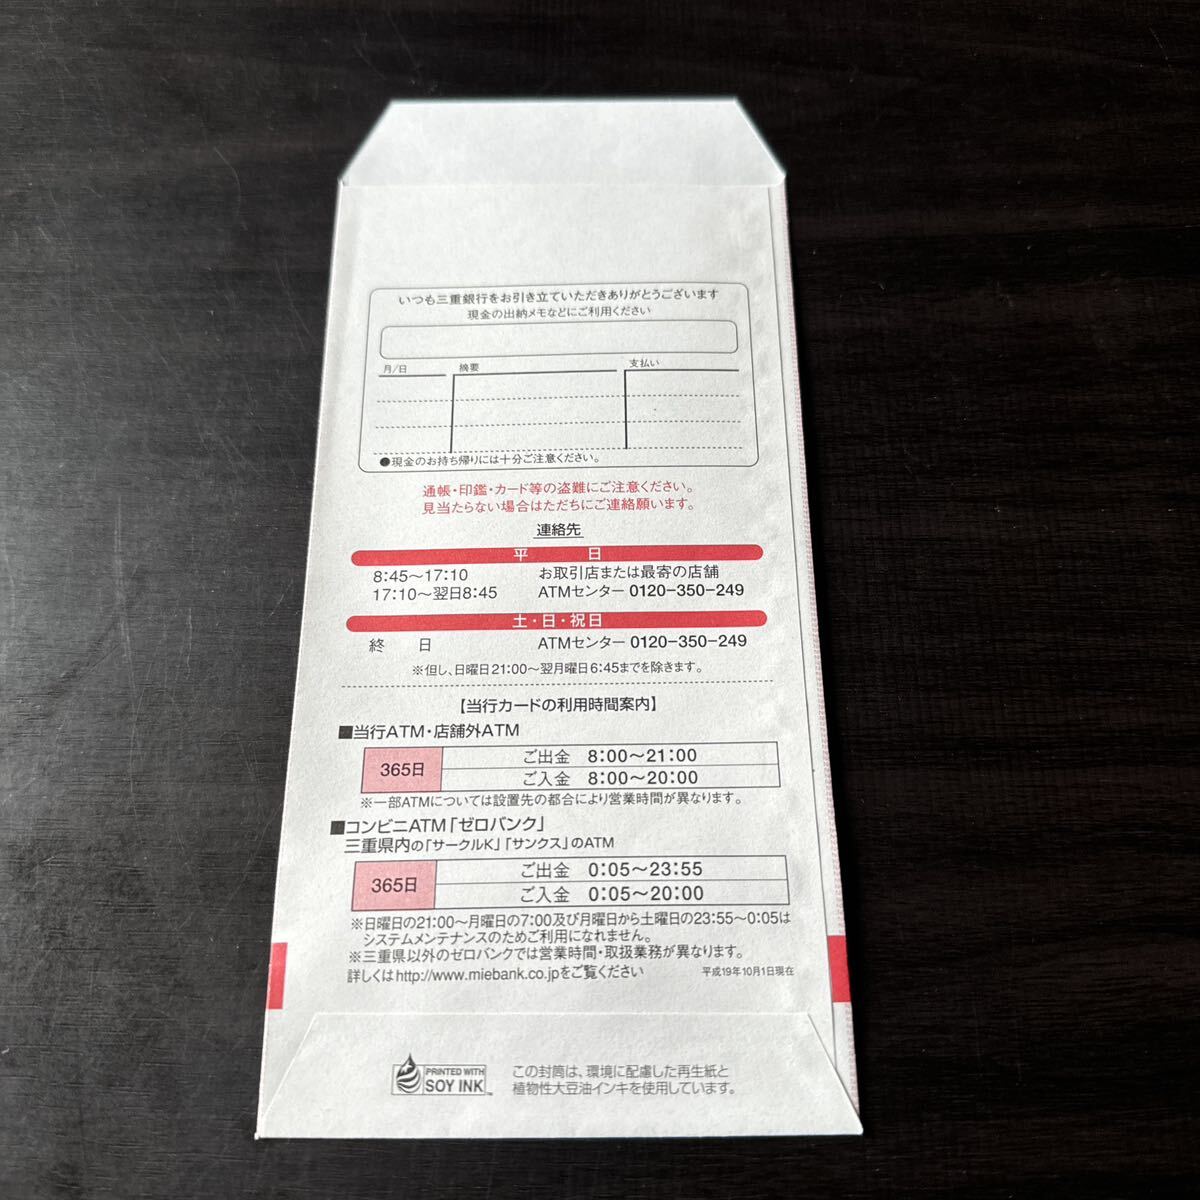 いつも三重銀行をお引き立ていただきありがとうございます
現金の出納メモなどにご利用ください
月/日 摘要 支払い
●現金のお持ち帰りには十分ご注意ください。
通帳・印鑑・カード等の盗難にご注意ください。
見当たらない場合はただちにご連絡願います。
連絡先
平 日
8:45〜17:10 お取引店または最寄の店舗
17:10〜翌日8:45 ATMセンター 0120-350-249
土・日・祝日
終 日 ATMセンター 0120-350-249
※但し、日曜日21:00〜翌月曜日6:45までを除きます。
【当行カードの利用時間案内】
■当行ATM・店舗外ATM
365日 ご出金 8:00〜21:00
ご入金 8:00〜20:00
※一部ATMについては設置先の都合により営業時間が異なります。
■コンビニATM「ゼロバンク」
三重県内の「サークルK」「サンクス」のATM
365日 ご出金 0:05〜23:55
ご入金 0:05〜20:00
※日曜日の21:00〜月曜日の7:00及び月曜日から土曜日の23:55〜0:05は
システムメンテナンスのためご利用になれません。
※三重県以外のゼロバンクでは営業時間・取扱業務が異なります。
詳しくはhttp://www.miebank.co.jpをご覧ください 平成19年10月1日現在
PRINTED WITH
SOY INK™
この封筒は、環境に配慮した再生紙と
植物性大豆油インキを使用しています。